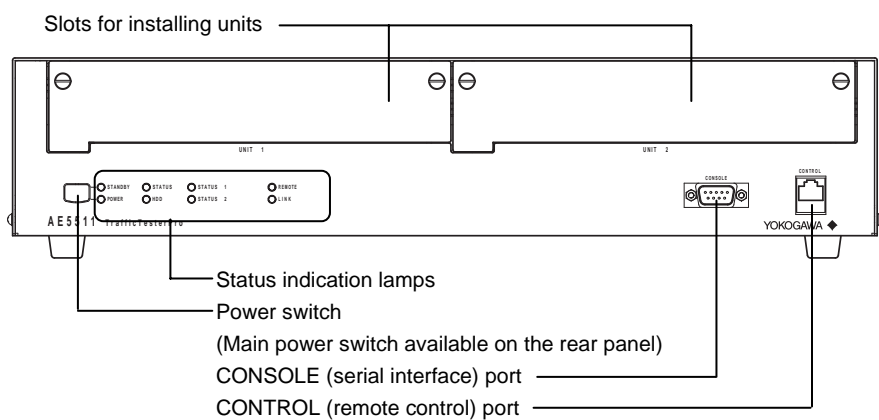 Slots for installing units
UNIT 1
UNIT 2
STANDBY STATUS STATUS 1 REMOTE
POWER HDD STATUS 2 LINK
CONSOLE
CONTROL
AE5511 TrafficTesterPro
YOKOGAWA
Status indication lamps
Power switch
(Main power switch available on the rear panel)
CONSOLE (serial interface) port
CONTROL (remote control) port